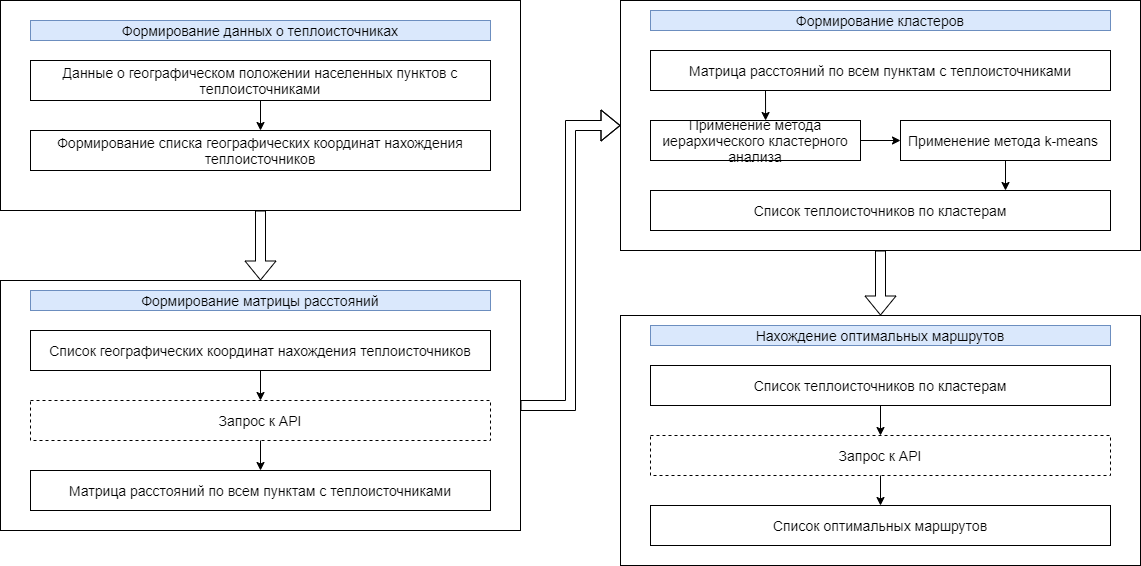 Формирование данных о теплоисточниках
Данные о географическом положении населенных пунктов с
теплоисточниками
Формирование списка географических координат нахождения
теплоисточников
Формирование матрицы расстояний
Список географических координат нахождения теплоисточников
Запрос к API
Матрица расстояний по всем пунктам с теплоисточниками
Формирование кластеров
Матрица расстояний по всем пунктам с теплоисточниками
Применение метода
иерархического кластерного
анализа
Применение метода k-means
Список теплоисточников по кластерам
Нахождение оптимальных маршрутов
Список теплоисточников по кластерам
Запрос к API
Список оптимальных маршрутов